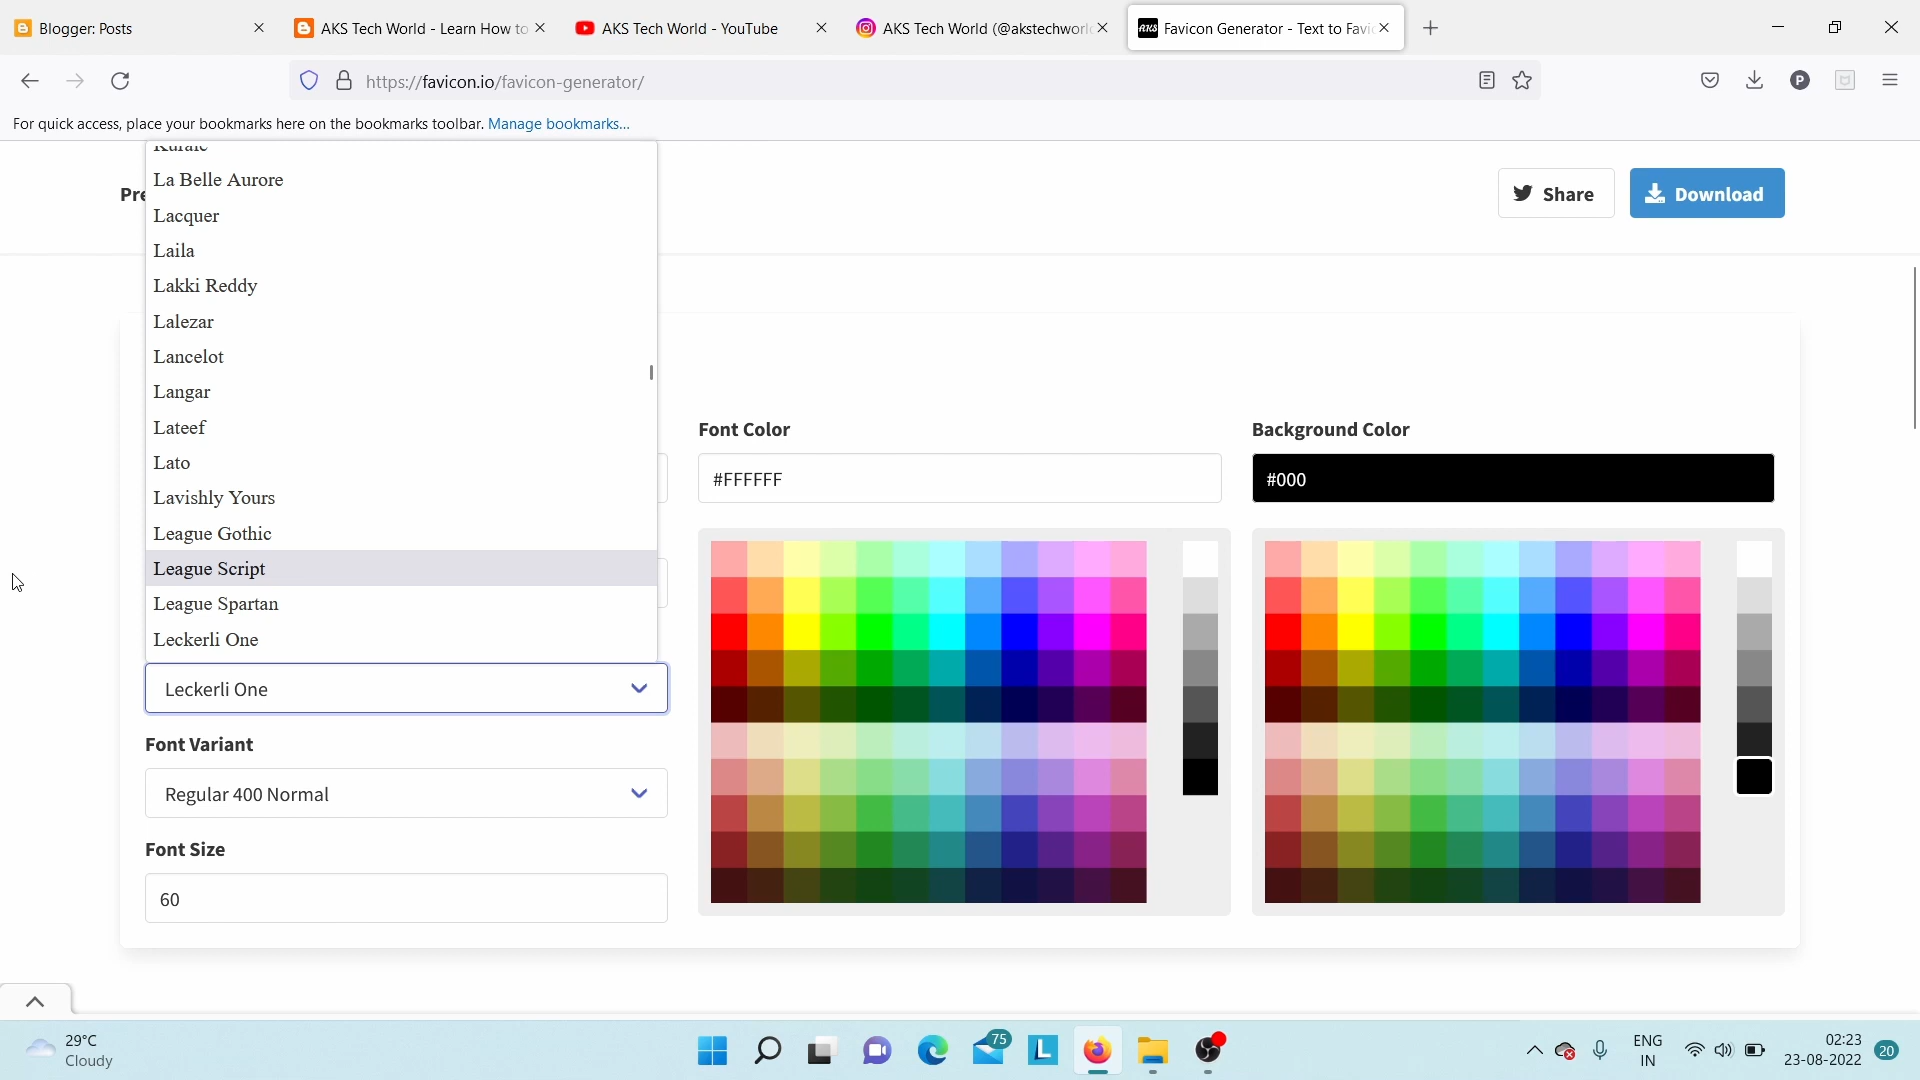 Blogger: Posts
AKS Tech World - Learn How to
AKS Tech World - YouTube
AKS Tech World (@akstechworl
AKS
Favicon Generator - Text to Favi
https://favicon.io/favicon-generator/
P
For quick access, place your bookmarks here on the bookmarks toolbar. Manage bookmarks...
Kurale
La Belle Aurore
Pre
Share
Download
Lacquer
Laila
Lakki Reddy
Lalezar
Lancelot
Langar
Lateef
Lato
Lavishly Yours
League Gothic
League Script
League Spartan
Leckerli One
Leckerli One
Font Variant
Regular 400 Normal
Font Size
60
Font Color
#FFFFFF
Background Color
#000
29°C
Cloudy
75
L
ENG
IN
02:23
23-08-2022
20